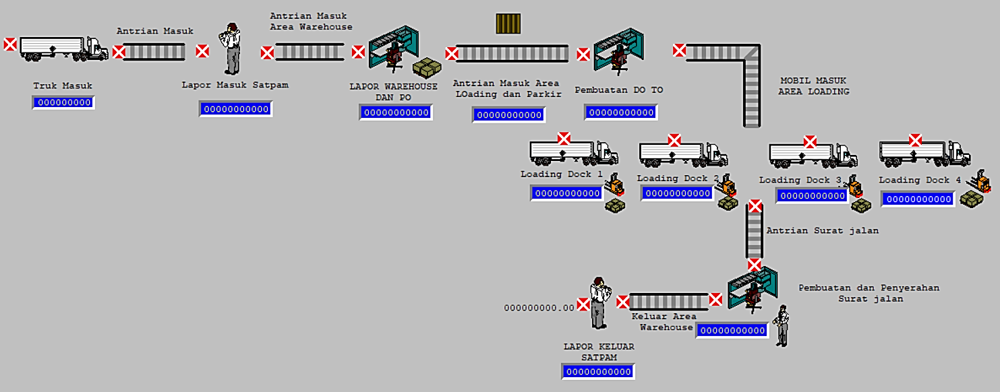 Antrian Masuk
Antrian Masuk
Area Warehouse
Truk Masuk
000000000
Lapor Masuk Satpam
00000000000
LAPOR WAREHOUSE
DAN PO
00000000000
Antrian Masuk Area
LOading dan Parkir
00000000000
Pembuatan DO TO
00000000000
MOBIL MASUK
AREA LOADING
Loading Dock 1
00000000000
Loading Dock 2
00000000000
Loading Dock 3
00000000000
Loading Dock 4
00000000000
Antrian Surat jalan
Pembuatan dan Penyerahan
Surat jalan
00000000000
Keluar Area
Warehouse
000000000.00
LAPOR KELUAR
SATPAM
00000000000